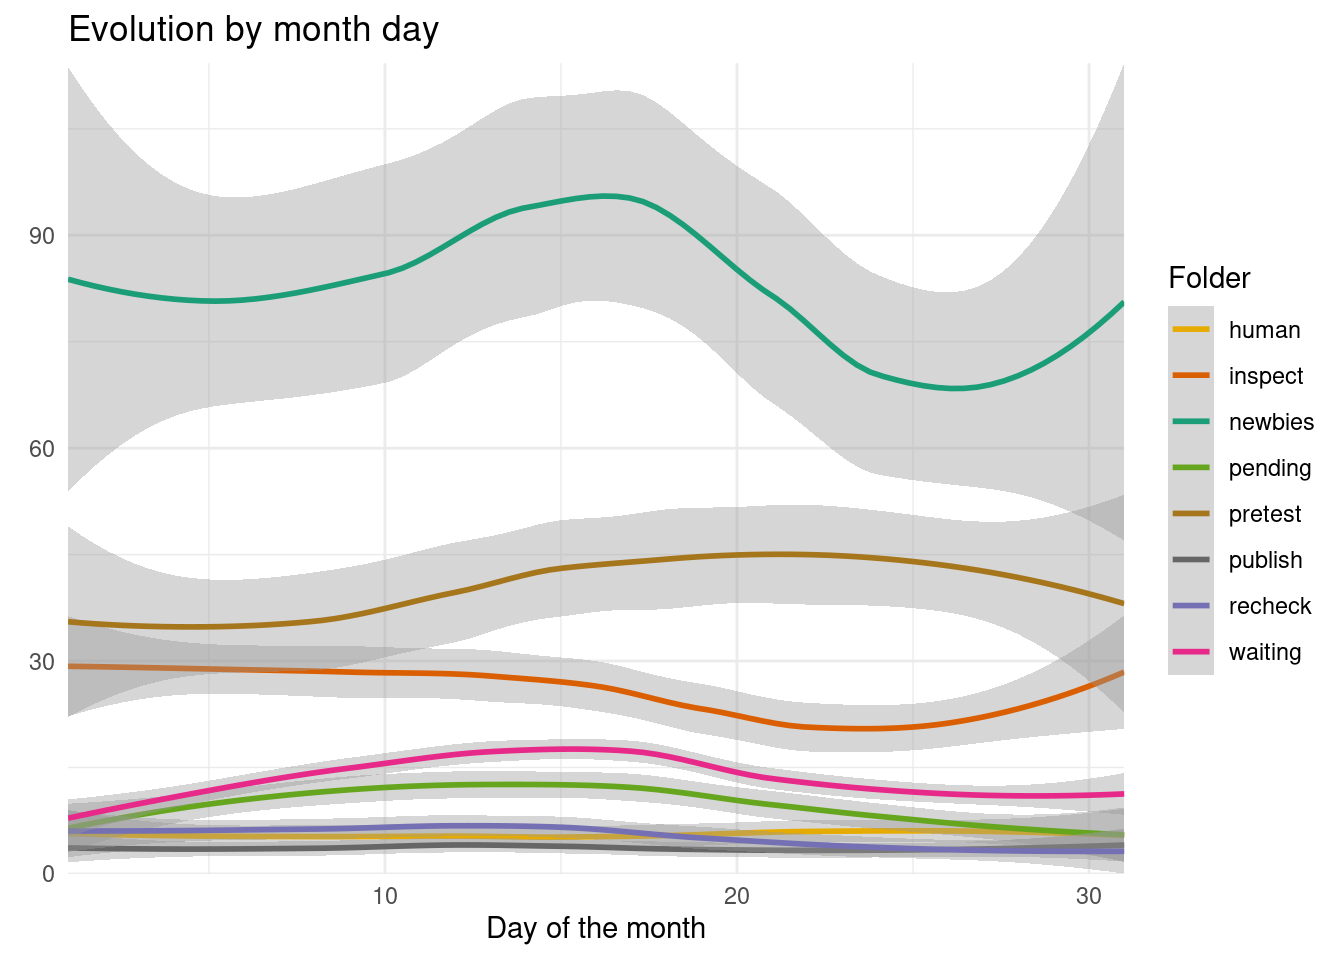 Evolution by month day
90
60
30
0
10
20
30
Day of the month
Folder
human
inspect
newbies
pending
pretest
publish
recheck
waiting